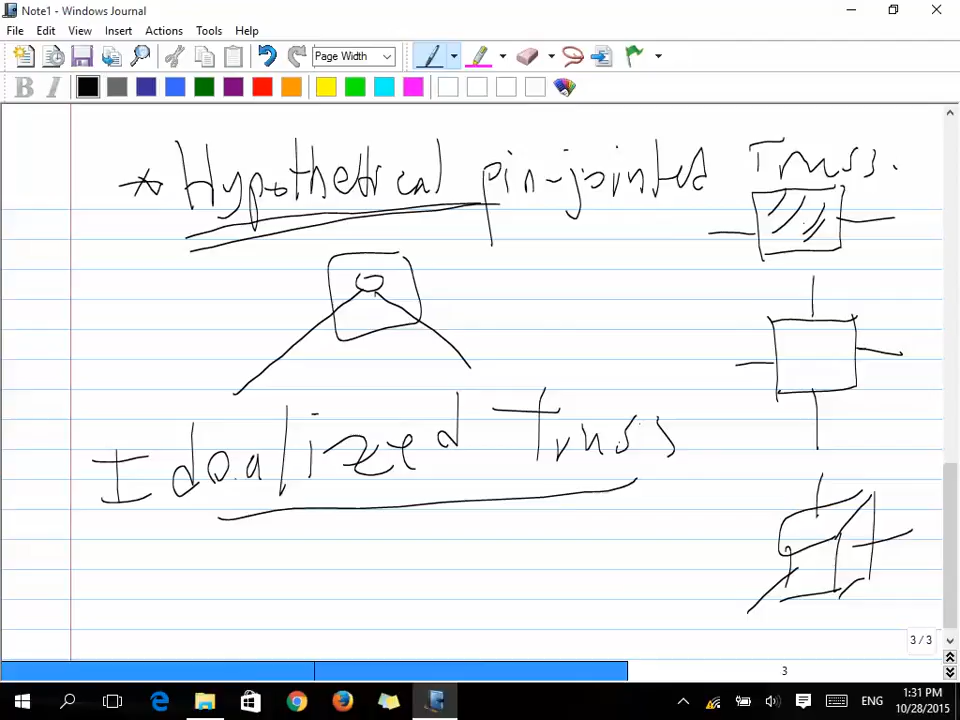 Note1 - Windows Journal
File Edit View Insert Actions Tools Help
Page Width
B I
* Hypothetical pin-jointed Truss.
Idealized Truss
3 / 3
3
ENG
1:31 PM
10/28/2015